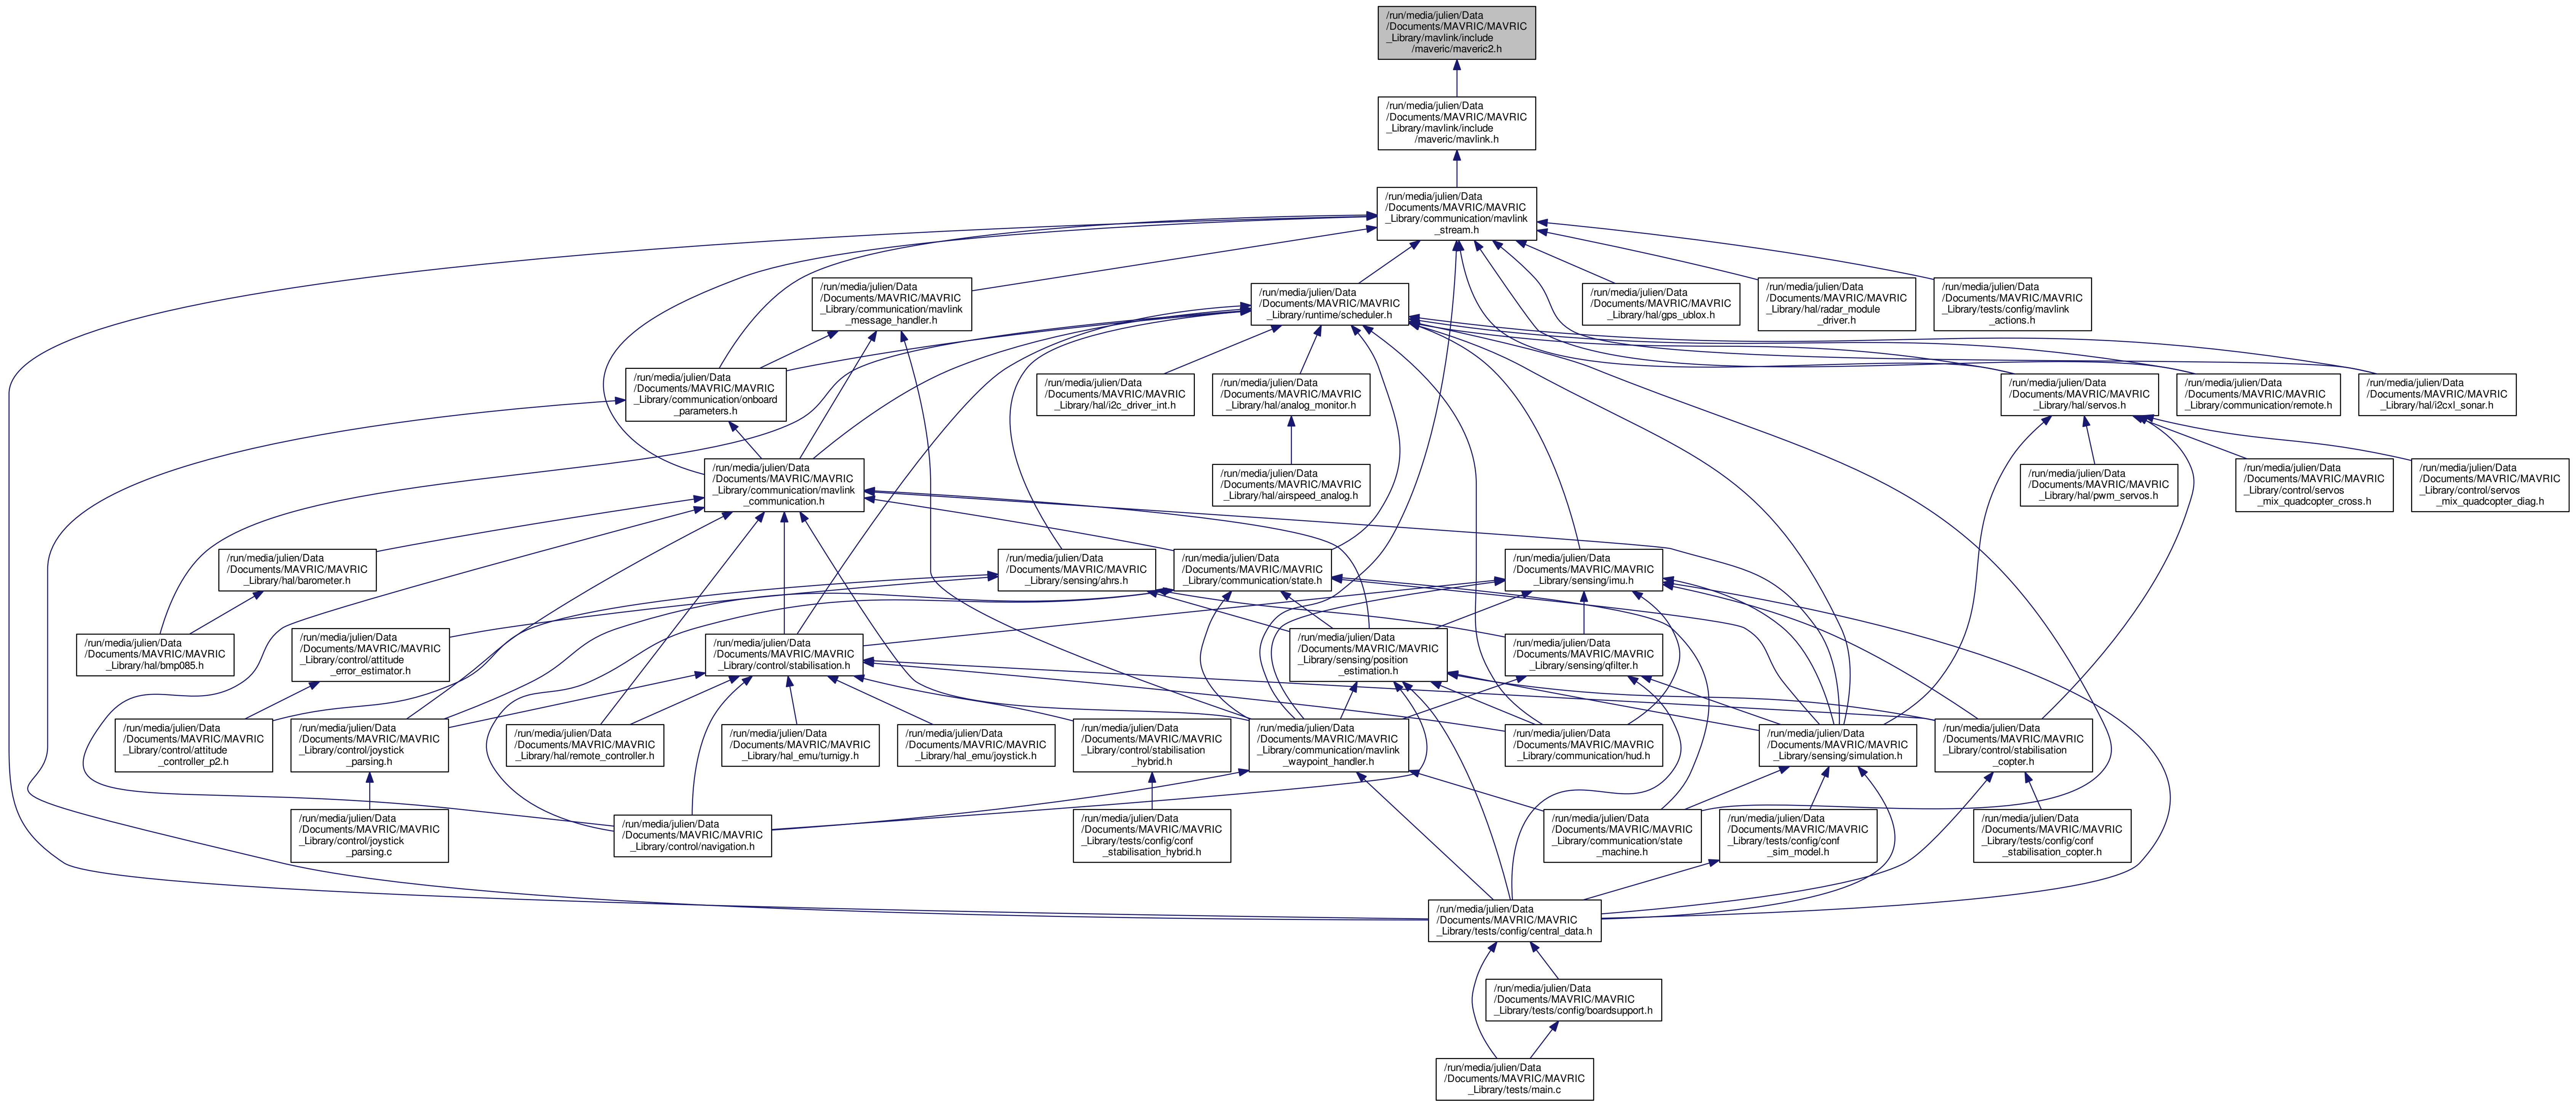 /run/media/julien/Data
/Documents/MAVRIC/MAVRIC
_Library/mavlink/include
/maveric/maveric2.h
/run/media/julien/Data
/Documents/MAVRIC/MAVRIC
_Library/mavlink/include
/maveric/mavlink.h
/run/media/julien/Data
/Documents/MAVRIC/MAVRIC
_Library/communication/mavlink
_stream.h
/run/media/julien/Data
/Documents/MAVRIC/MAVRIC
_Library/communication/mavlink
_message_handler.h
/run/media/julien/Data
/Documents/MAVRIC/MAVRIC
_Library/runtime/scheduler.h
/run/media/julien/Data
/Documents/MAVRIC/MAVRIC
_Library/hal/gps_ublox.h
/run/media/julien/Data
/Documents/MAVRIC/MAVRIC
_Library/hal/radar_module
_driver.h
/run/media/julien/Data
/Documents/MAVRIC/MAVRIC
_Library/tests/config/mavlink
_actions.h
/run/media/julien/Data
/Documents/MAVRIC/MAVRIC
_Library/communication/onboard
_parameters.h
/run/media/julien/Data
/Documents/MAVRIC/MAVRIC
_Library/hal/i2c_driver_int.h
/run/media/julien/Data
/Documents/MAVRIC/MAVRIC
_Library/hal/analog_monitor.h
/run/media/julien/Data
/Documents/MAVRIC/MAVRIC
_Library/hal/servos.h
/run/media/julien/Data
/Documents/MAVRIC/MAVRIC
_Library/communication/remote.h
/run/media/julien/Data
/Documents/MAVRIC/MAVRIC
_Library/hal/i2cxl_sonar.h
/run/media/julien/Data
/Documents/MAVRIC/MAVRIC
_Library/communication/mavlink
_communication.h
/run/media/julien/Data
/Documents/MAVRIC/MAVRIC
_Library/hal/airspeed_analog.h
/run/media/julien/Data
/Documents/MAVRIC/MAVRIC
_Library/hal/pwm_servos.h
/run/media/julien/Data
/Documents/MAVRIC/MAVRIC
_Library/control/servos
_mix_quadcopter_cross.h
/run/media/julien/Data
/Documents/MAVRIC/MAVRIC
_Library/control/servos
_mix_quadcopter_diag.h
/run/media/julien/Data
/Documents/MAVRIC/MAVRIC
_Library/hal/barometer.h
/run/media/julien/Data
/Documents/MAVRIC/MAVRIC
_Library/sensing/ahrs.h
/run/media/julien/Data
/Documents/MAVRIC/MAVRIC
_Library/communication/state.h
/run/media/julien/Data
/Documents/MAVRIC/MAVRIC
_Library/sensing/imu.h
/run/media/julien/Data
/Documents/MAVRIC/MAVRIC
_Library/hal/bmp085.h
/run/media/julien/Data
/Documents/MAVRIC/MAVRIC
_Library/control/attitude
_error_estimator.h
/run/media/julien/Data
/Documents/MAVRIC/MAVRIC
_Library/control/stabilisation.h
/run/media/julien/Data
/Documents/MAVRIC/MAVRIC
_Library/sensing/position
_estimation.h
/run/media/julien/Data
/Documents/MAVRIC/MAVRIC
_Library/sensing/qfilter.h
/run/media/julien/Data
/Documents/MAVRIC/MAVRIC
_Library/control/attitude
_controller_p2.h
/run/media/julien/Data
/Documents/MAVRIC/MAVRIC
_Library/control/joystick
_parsing.h
/run/media/julien/Data
/Documents/MAVRIC/MAVRIC
_Library/hal/remote_controller.h
/run/media/julien/Data
/Documents/MAVRIC/MAVRIC
_Library/hal_emu/turnigy.h
/run/media/julien/Data
/Documents/MAVRIC/MAVRIC
_Library/hal_emu/joystick.h
/run/media/julien/Data
/Documents/MAVRIC/MAVRIC
_Library/control/stabilisation
_hybrid.h
/run/media/julien/Data
/Documents/MAVRIC/MAVRIC
_Library/communication/mavlink
_waypoint_handler.h
/run/media/julien/Data
/Documents/MAVRIC/MAVRIC
_Library/communication/hud.h
/run/media/julien/Data
/Documents/MAVRIC/MAVRIC
_Library/sensing/simulation.h
/run/media/julien/Data
/Documents/MAVRIC/MAVRIC
_Library/control/stabilisation
_copter.h
/run/media/julien/Data
/Documents/MAVRIC/MAVRIC
_Library/control/joystick
_parsing.c
/run/media/julien/Data
/Documents/MAVRIC/MAVRIC
_Library/control/navigation.h
/run/media/julien/Data
/Documents/MAVRIC/MAVRIC
_Library/tests/config/conf
_stabilisation_hybrid.h
/run/media/julien/Data
/Documents/MAVRIC/MAVRIC
_Library/communication/state
_machine.h
/run/media/julien/Data
/Documents/MAVRIC/MAVRIC
_Library/tests/config/conf
_sim_model.h
/run/media/julien/Data
/Documents/MAVRIC/MAVRIC
_Library/tests/config/conf
_stabilisation_copter.h
/run/media/julien/Data
/Documents/MAVRIC/MAVRIC
_Library/tests/config/central_data.h
/run/media/julien/Data
/Documents/MAVRIC/MAVRIC
_Library/tests/config/boardsupport.h
/run/media/julien/Data
/Documents/MAVRIC/MAVRIC
_Library/tests/main.c